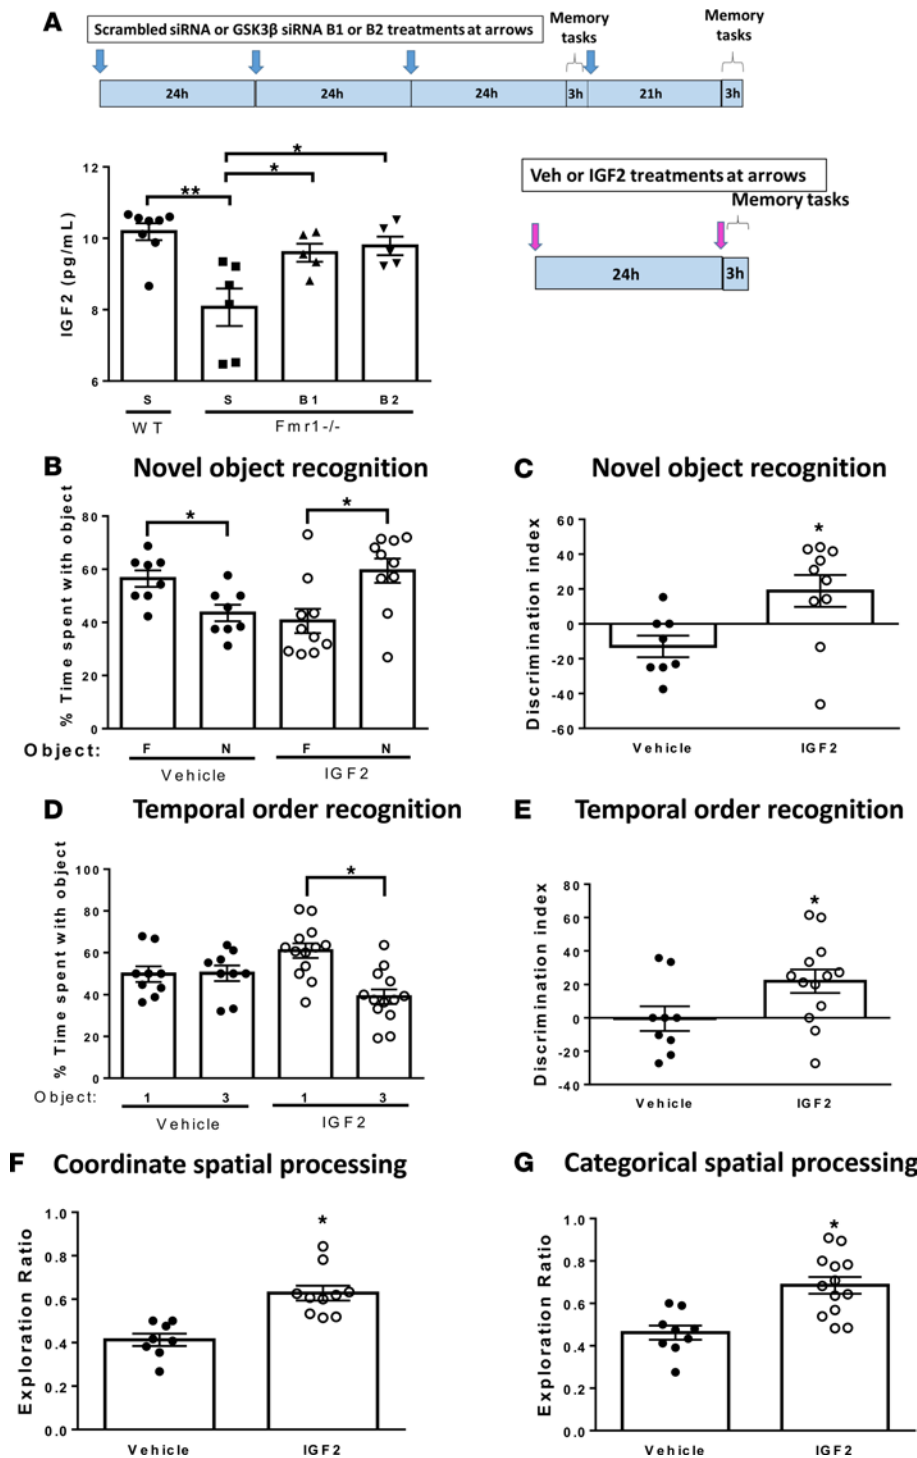 A
Scrambled siRNA or GSK3β siRNA B1 or B2 treatments at arrows
Memory
tasks
Memory
tasks
24h
24h
24h
3h
21h
3h
12
10
8
6
IGF2 (pg/mL)
**
*
*
S
S
B1
B2
WT
Fmr1-/-
Veh or IGF2 treatments at arrows
Memory tasks
24h
3h
B
Novel object recognition
% Time spent with object
80
60
40
20
0
*
*
Object:
F
N
F
N
Vehicle
IGF2
C
Novel object recognition
Discrimination index
60
40
20
0
-20
-40
-60
*
Vehicle
IGF2
D
Temporal order recognition
% Time spent with object
100
80
60
40
20
0
*
Object:
1
3
1
3
Vehicle
IGF2
E
Temporal order recognition
Discrimination index
80
60
40
20
0
-20
-40
*
Vehicle
IGF2
F
Coordinate spatial processing
Exploration Ratio
1.0
0.8
0.6
0.4
0.2
0.0
*
Vehicle
IGF2
G
Categorical spatial processing
Exploration Ratio
1.0
0.8
0.6
0.4
0.2
0.0
*
Vehicle
IGF2